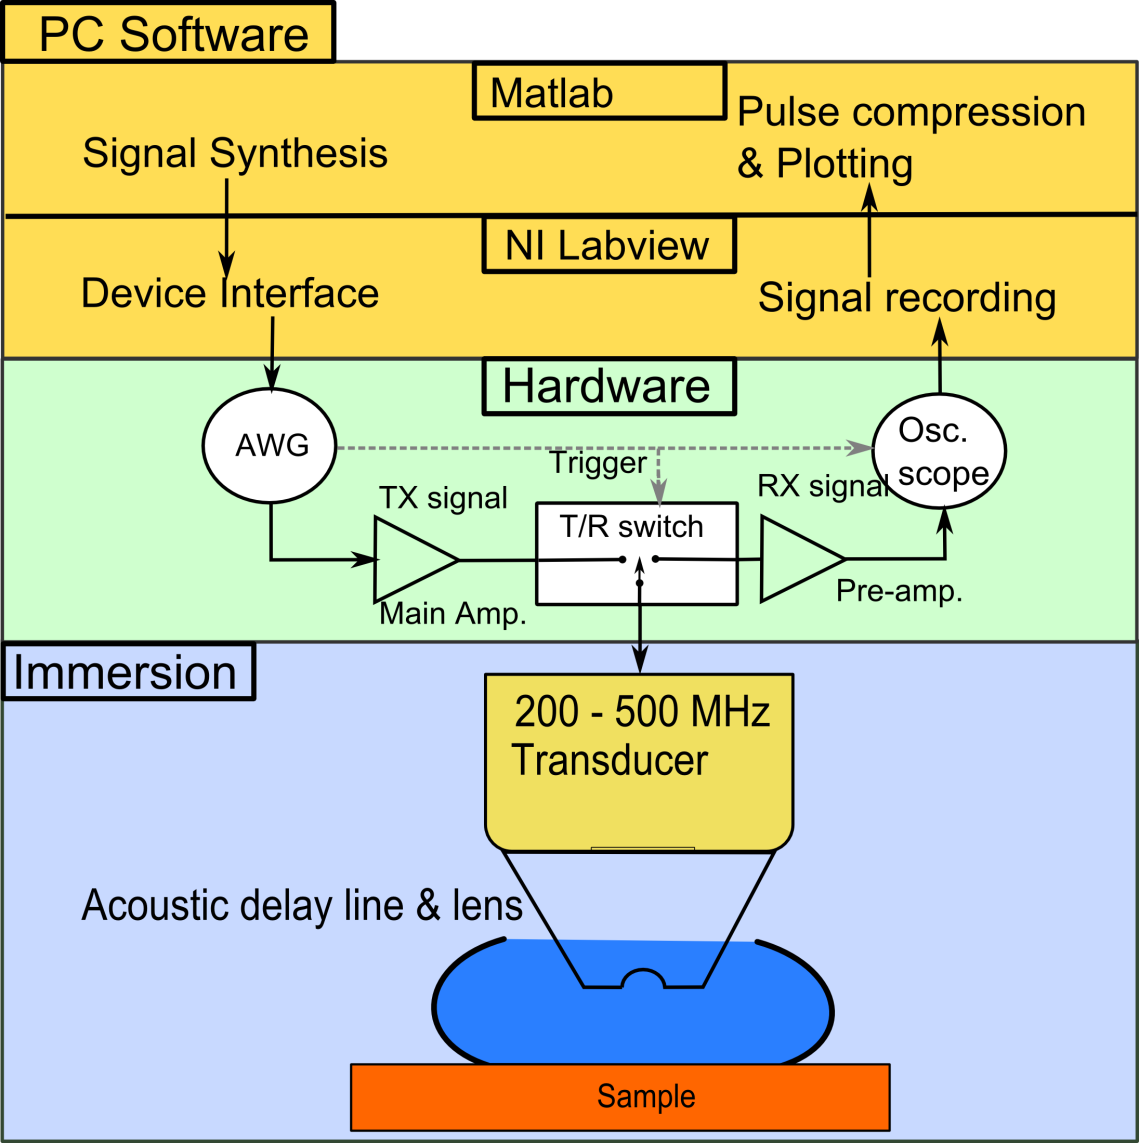 PC Software
Matlab
Pulse compression
& Plotting
Signal Synthesis
NI Labview
Device Interface
Signal recording
Hardware
AWG
Osc.
scope
Trigger
TX signal
RX signal
T/R switch
Main Amp.
Pre-amp.
Immersion
200 - 500 MHz
Transducer
Acoustic delay line & lens
Sample